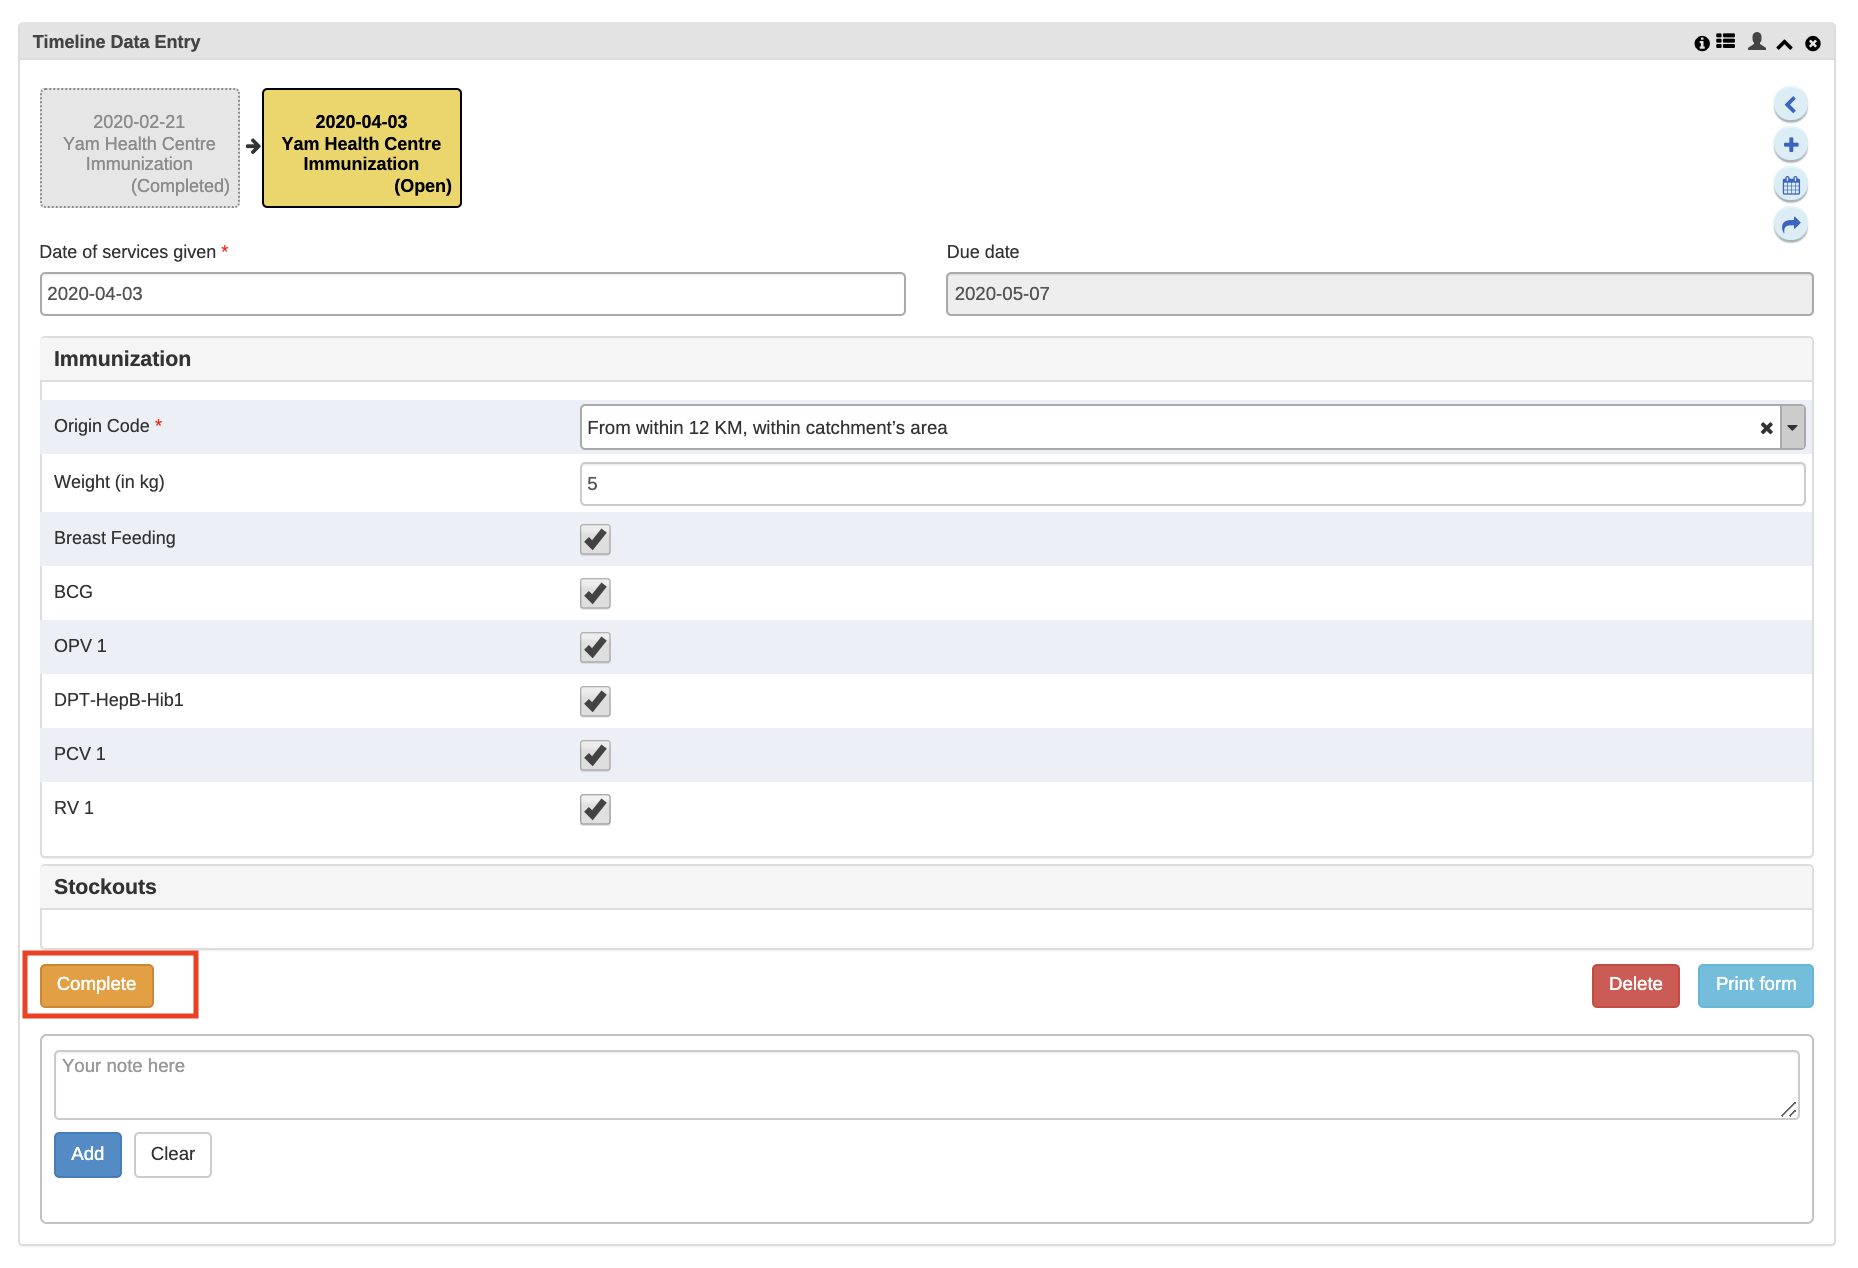 Timeline Data Entry
2020-02-21
Yam Health Centre
Immunization
(Completed)
2020-04-03
Yam Health Centre
Immunization
(Open)
Date of services given *
Due date
2020-04-03
2020-05-07
Immunization
Origin Code *
From within 12 KM, within catchment’s area
Weight (in kg)
5
Breast Feeding
BCG
OPV 1
DPT-HepB-Hib1
PCV 1
RV 1
Stockouts
Complete
Delete
Print form
Your note here
Add
Clear